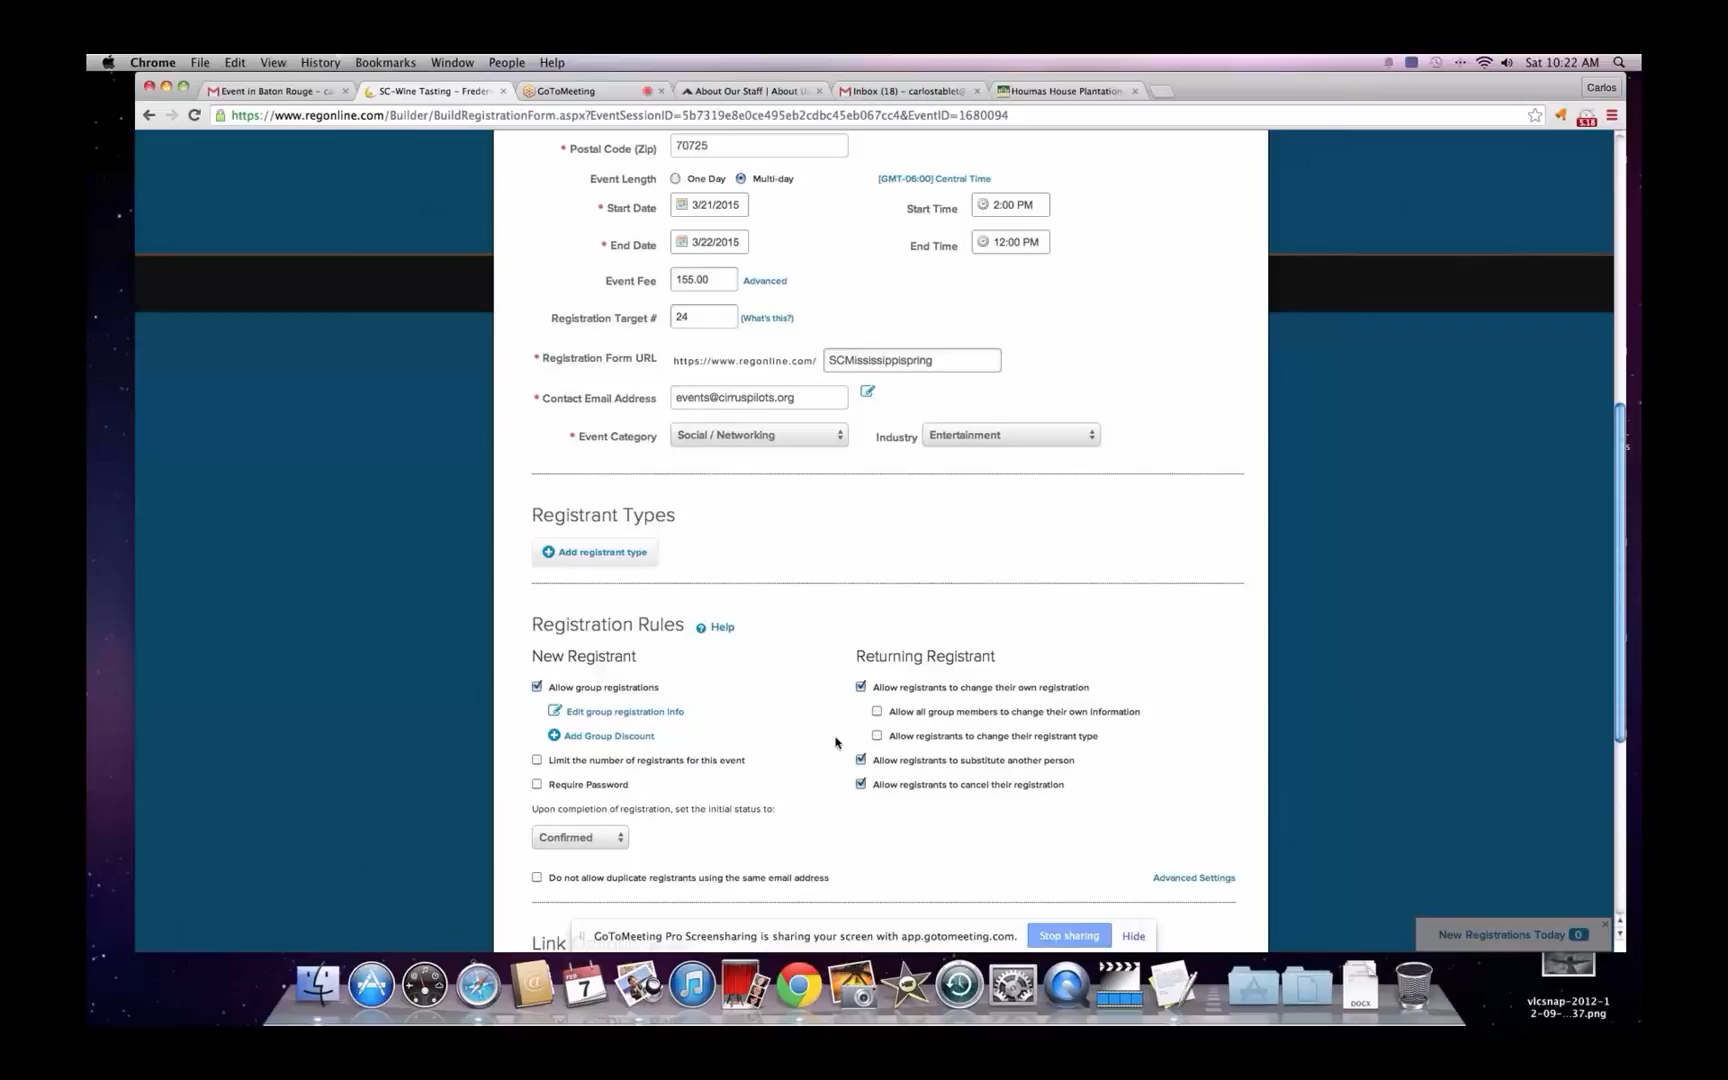 Chrome File Edit View History Bookmarks Window People Help Sat 10:22 AM
Event in Baton Rouge - ca SC-Wine Tasting - Freder GoToMeeting About Our Staff | About U Inbox (18) - carlostablet@ Houmas House Plantation Carlos
https://www.regonline.com/Builder/BuildRegistrationForm.aspx?EventSessionID=5b7319e8e0ce495eb2cdbc45eb067cc4&EventID=1680094
* Postal Code (Zip) 70725
Event Length One Day Multi-day [GMT-06:00] Central Time
* Start Date 3/21/2015 Start Time 2:00 PM
* End Date 3/22/2015 End Time 12:00 PM
Event Fee 155.00 Advanced
Registration Target # 24 (What's this?)
* Registration Form URL https://www.regonline.com/ SCMississippispring
* Contact Email Address events@cirruspilots.org
* Event Category Social / Networking Industry Entertainment
Registrant Types
Add registrant type
Registration Rules Help
New Registrant Returning Registrant
Allow group registrations Allow registrants to change their own registration
Edit group registration info Allow all group members to change their own information
Add Group Discount Allow registrants to change their registrant type
Limit the number of registrants for this event Allow registrants to substitute another person
Require Password Allow registrants to cancel their registration
Upon completion of registration, set the initial status to:
Confirmed
Do not allow duplicate registrants using the same email address Advanced Settings
Link GoToMeeting Pro Screensharing is sharing your screen with app.gotomeeting.com. Stop sharing Hide New Registrations Today 0
FEB
7
DOCX
vlcsnap-2012-1
2-09-...37.png